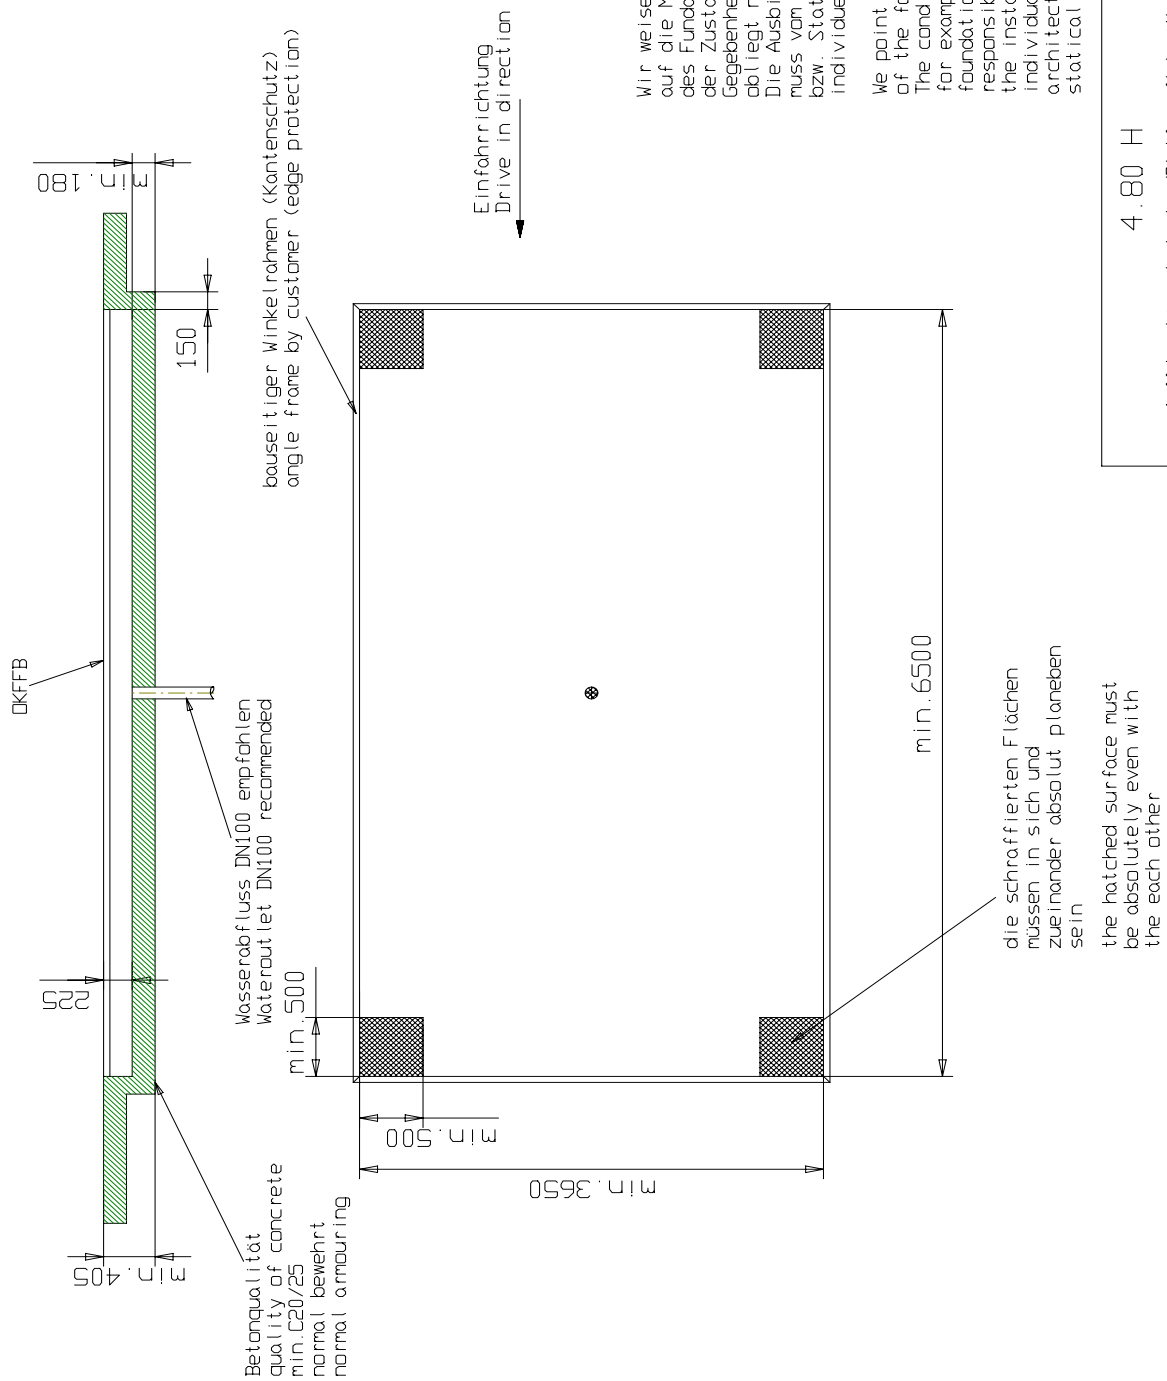 OKFFB
min.180
150
225
min.405
Wasserabfluss DN100 empfohlen
Wateroutlet DN100 recommended
Betonqualität
quality of concrete
min.C20/25
normal bewehrt
normal armouring
bauseitiger Winkelrahmen (Kantenschutz)
angle frame by customer (edge protection)
Einfahrrichtung
Drive in direction
min.500
min.500
min.3650
min.6500
die schraffierten Flächen
müssen in sich und
zueinander absolut planeben
sein
the hatched surface must
be absolutely even with
the each other
Wir weise
auf die M
des Funda
der Zusta
Gegebenhe
obliegt n
Die Ausbi
muss vom
bzw. Stat
individue
We point
of the fo
The cond
for examp
foundatio
responsib
the insta
individua
architect
statical
4.80 H